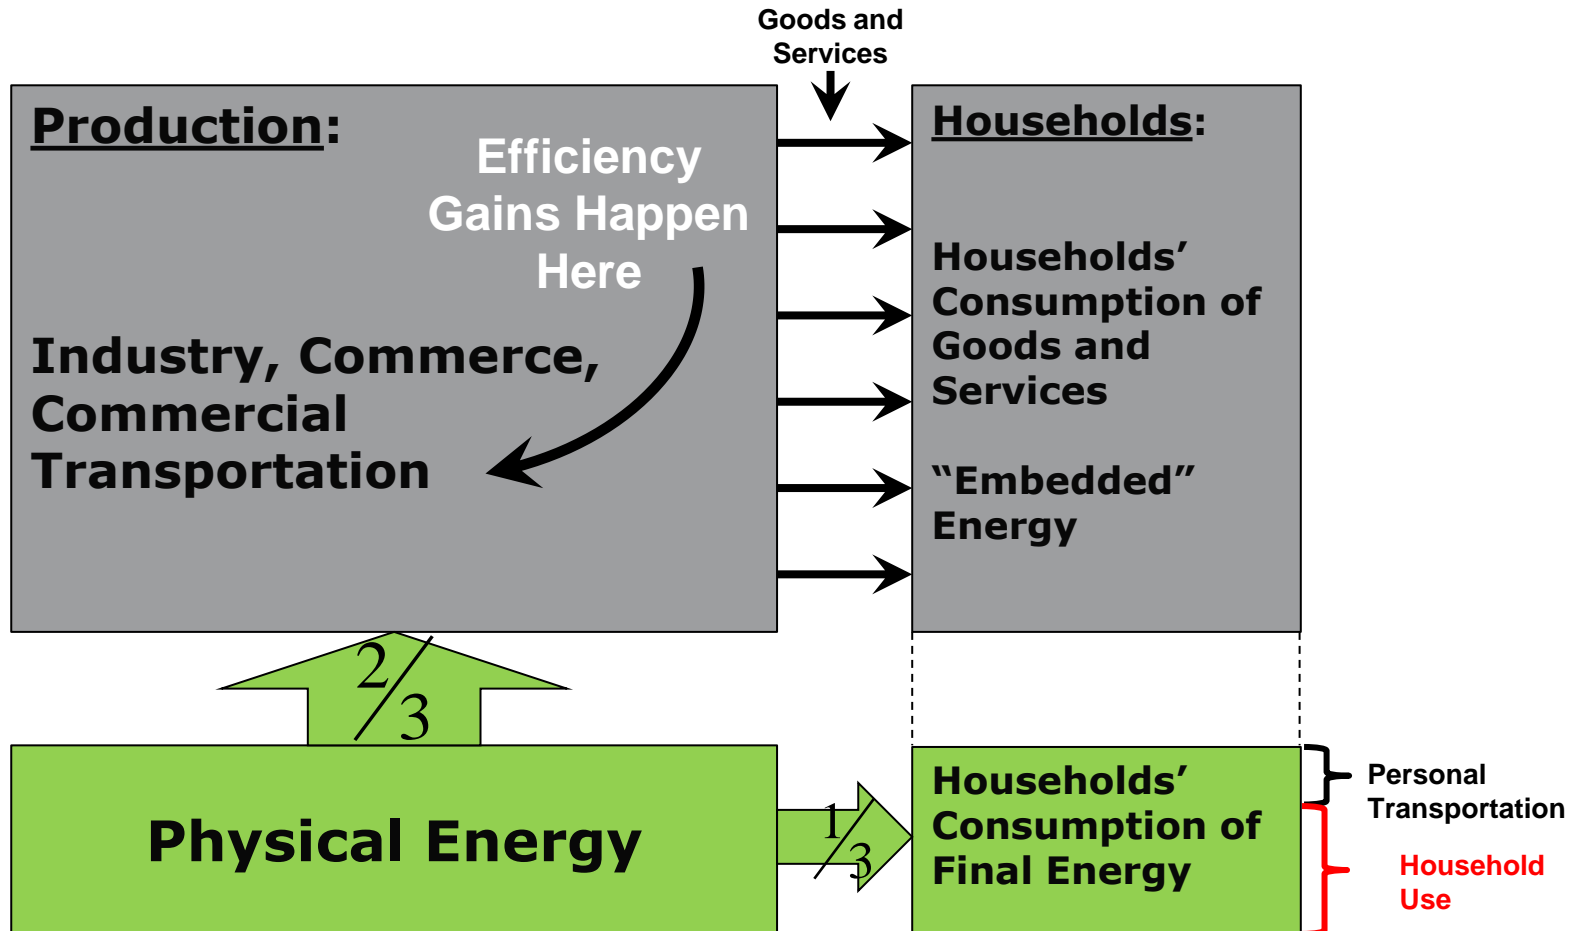 Goods and
Services
Production:
Efficiency
Gains Happen
Here
Industry, Commerce,
Commercial
Transportation
Households:
Households’
Consumption of
Goods and
Services
“Embedded”
Energy
2/3
Physical Energy
1/3
Households’
Consumption of
Final Energy
Personal
Transportation
Household
Use